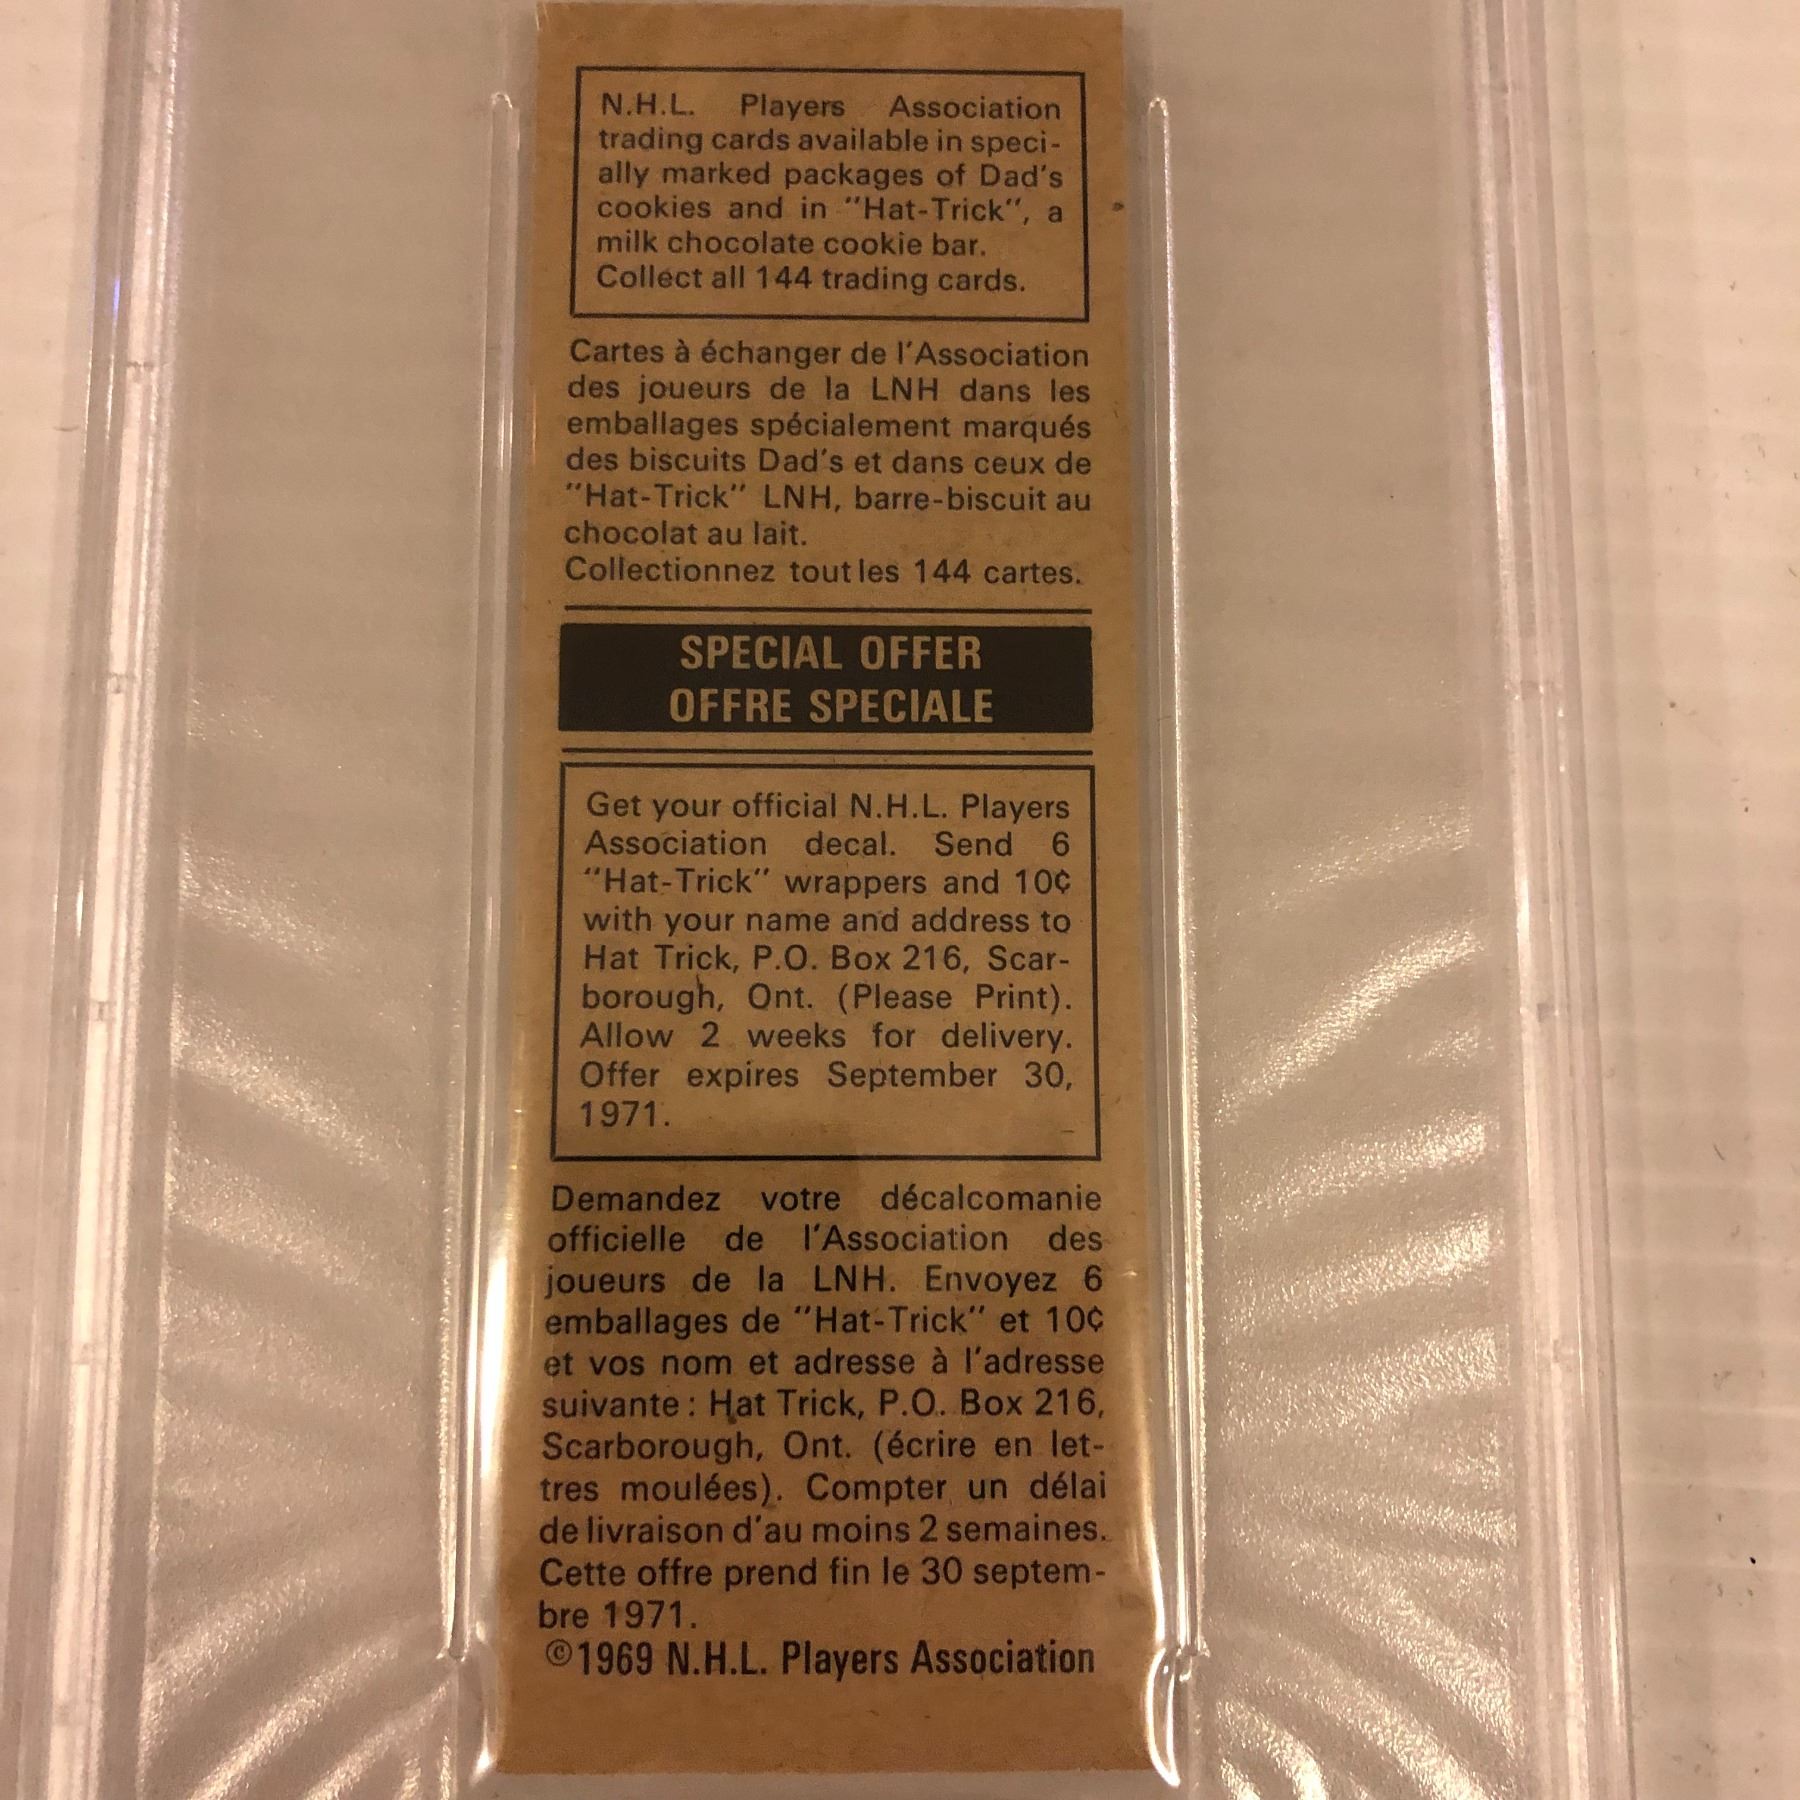 N.H.L. Players Association
trading cards available in speci-
ally marked packages of Dad's
cookies and in "Hat-Trick", a
milk chocolate cookie bar.
Collect all 144 trading cards.
Cartes à échanger de l'Association
des joueurs de la LNH dans les
emballages spécialement marqués
des biscuits Dad's et dans ceux de
"Hat-Trick" LNH, barre-biscuit au
chocolat au lait.
Collectionnez tout les 144 cartes.
SPECIAL OFFER
OFFRE SPECIALE
Get your official N.H.L. Players
Association decal. Send 6
"Hat-Trick" wrappers and 10¢
with your name and address to
Hat Trick, P.O. Box 216, Scar-
borough, Ont. (Please Print).
Allow 2 weeks for delivery.
Offer expires September 30,
1971.
Demandez votre décalcomanie
officielle de l'Association des
joueurs de la LNH. Envoyez 6
emballages de "Hat-Trick" et 10¢
et vos nom et adresse à l'adresse
suivante : Hat Trick, P.O. Box 216,
Scarborough, Ont. (écrire en let-
tres moulées). Compter un délai
de livraison d'au moins 2 semaines.
Cette offre prend fin le 30 septem-
bre 1971.
©1969 N.H.L. Players Association